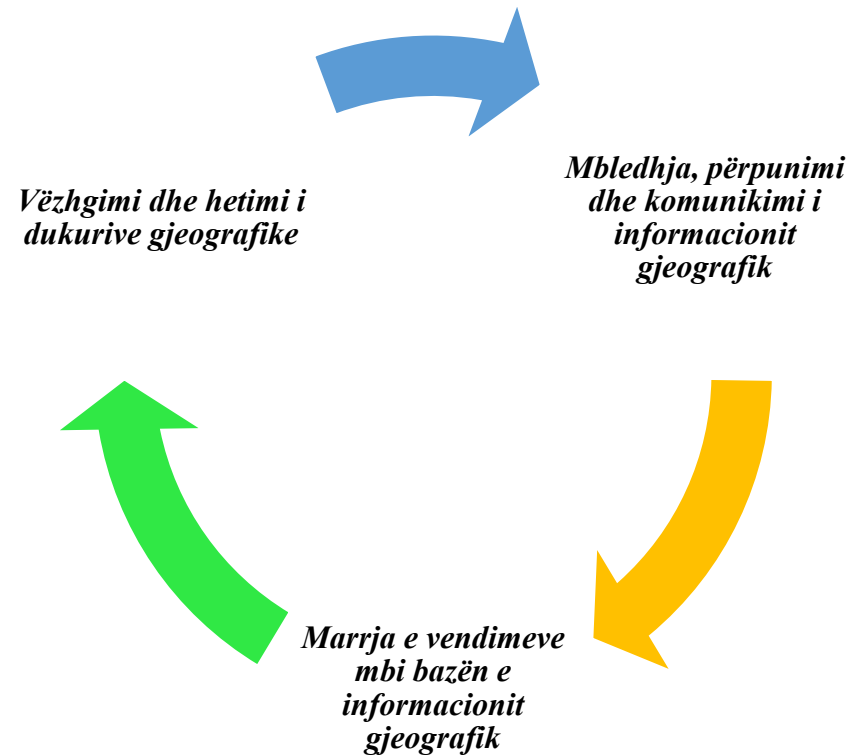 Vëzhgimi dhe hetimi i
dukurive gjeografike
Mbledhja, përpunimi
dhe komunikimi i
informacionit
gjeografik
Marrja e vendimeve
mbi bazën e
informacionit
gjeografik